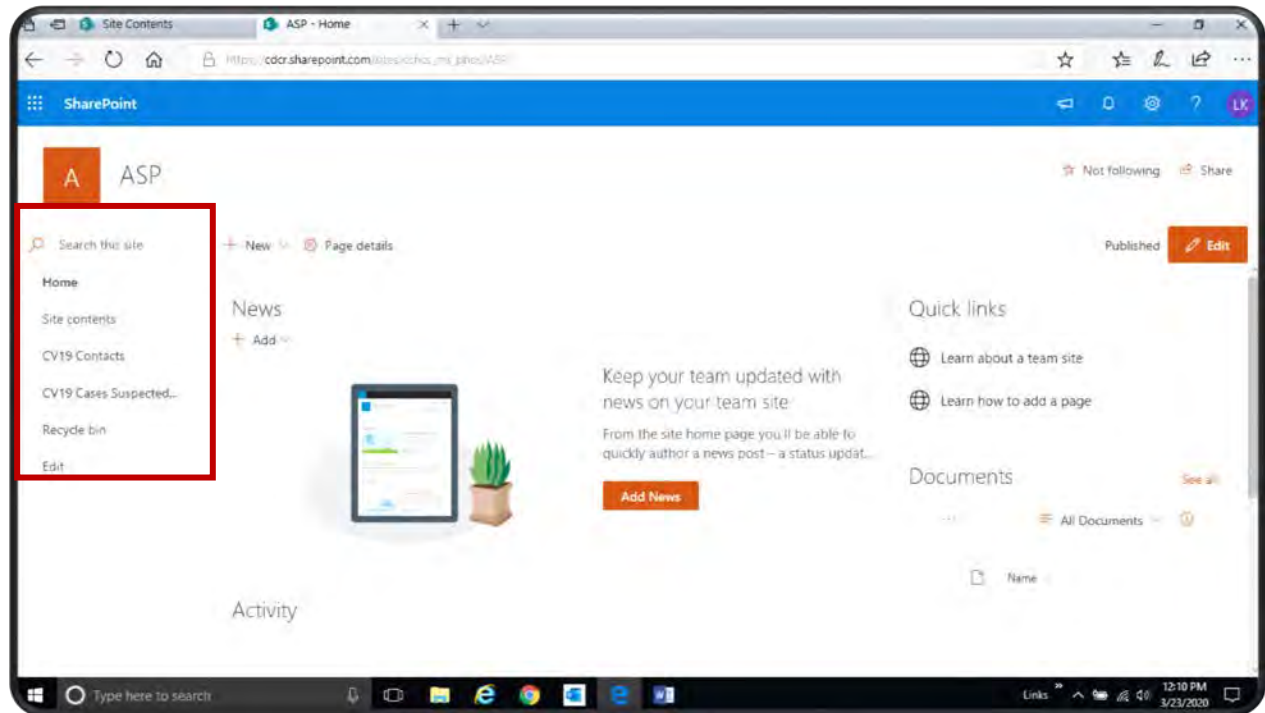 Site Contents
ASP - Home
cdcr.sharepoint.com
SharePoint
LK
A
ASP
Not following
Share
Search this site
New
Page details
Published
Edit
Home
Site contents
CV19 Contacts
CV19 Cases Suspected...
Recycle bin
Edit
News
Add
Keep your team updated with
news on your team site
From the site home page you'll be able to
quickly author a news post – a status updat...
Add News
Quick links
Learn about a team site
Learn how to add a page
Documents
See all
All Documents
Name
Activity
Type here to search
Links
12:10 PM
3/23/2020